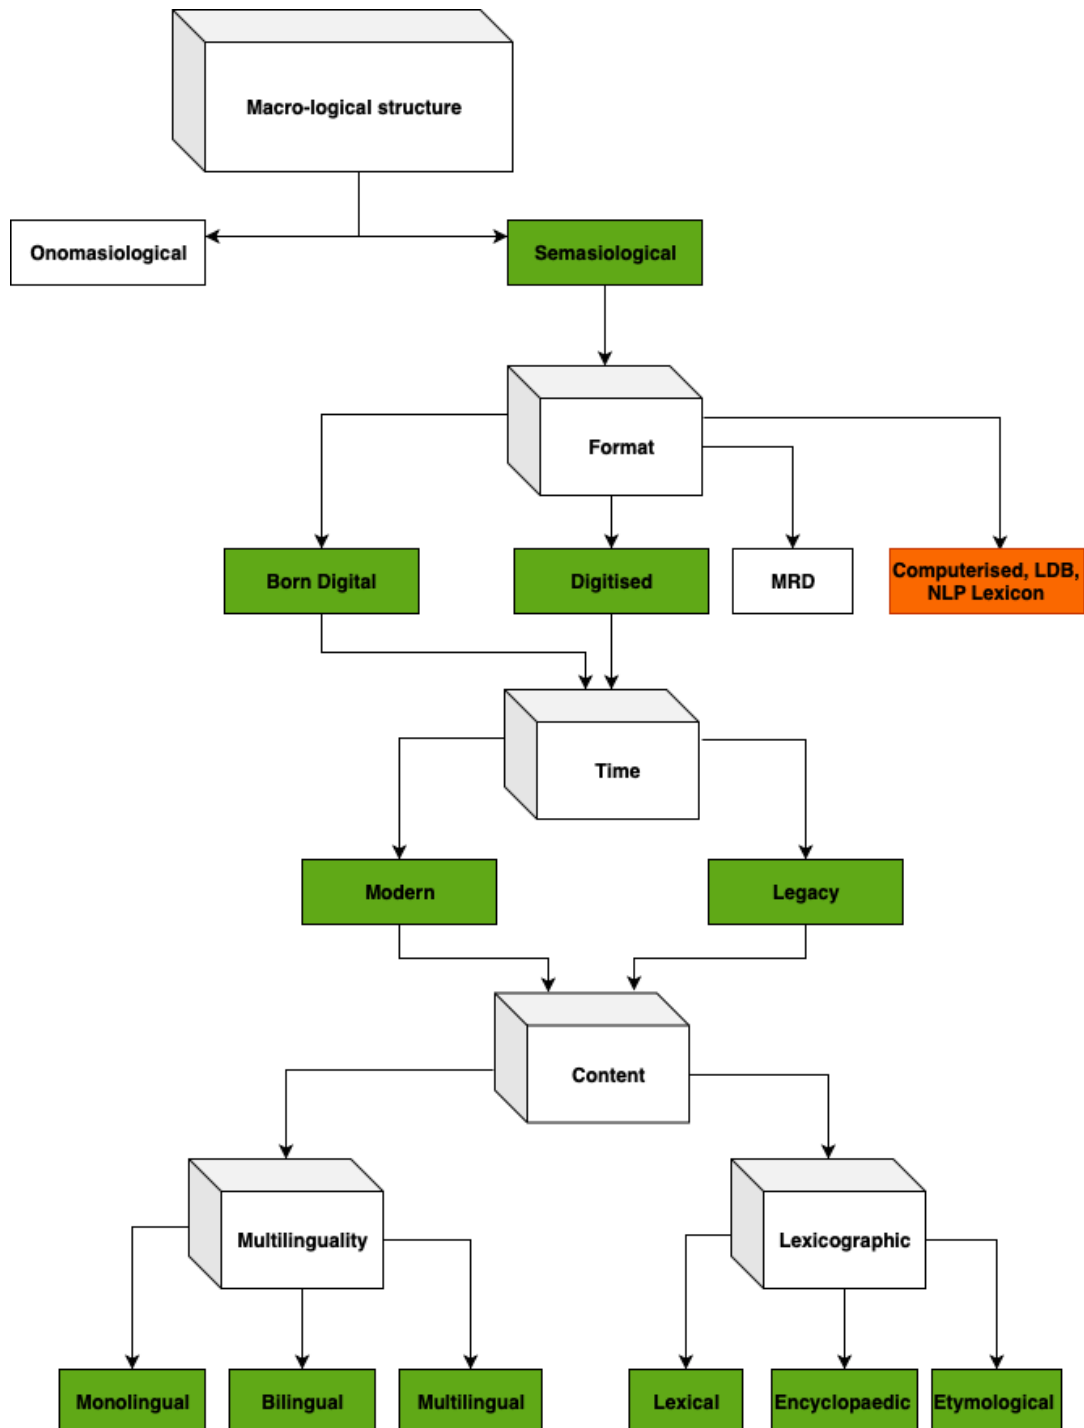 Macro-logical structure
Onomasiological
Semasiological
Format
Born Digital
Digitised
MRD
Computerised, LDB,
NLP Lexicon
Time
Modern
Legacy
Content
Multilinguality
Lexicographic
Monolingual
Bilingual
Multilingual
Lexical
Encyclopaedic
Etymological